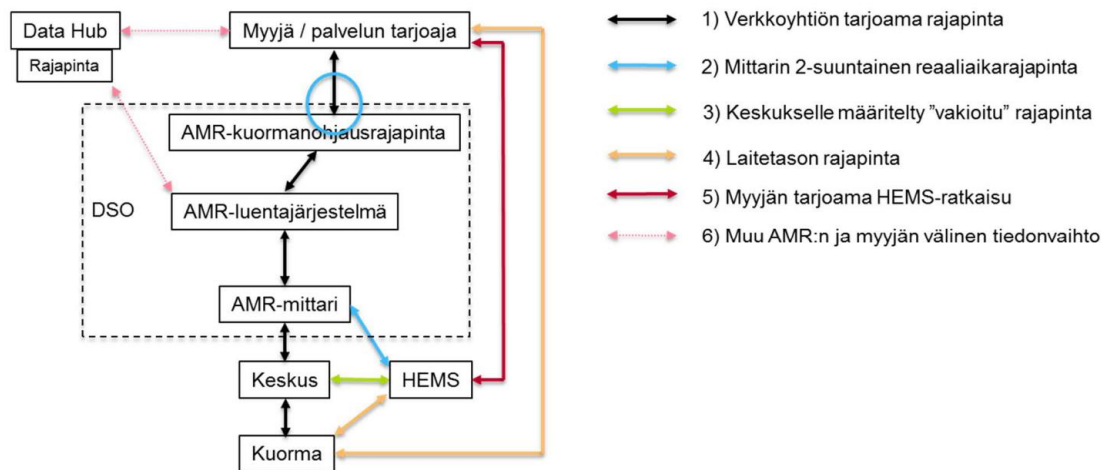 Data Hub
Rajapinta
Myyjä / palvelun tarjoaja
AMR-kuormanohjausrajapinta
DSO
AMR-luentajärjestelmä
AMR-mittari
Keskus
HEMS
Kuorma
1) Verkkoyhtiön tarjoama rajapinta
2) Mittarin 2-suuntainen reaaliaikarajapinta
3) Keskukselle määritelty ”vakioitu” rajapinta
4) Laitetason rajapinta
5) Myyjän tarjoama HEMS-ratkaisu
6) Muu AMR:n ja myyjän välinen tiedonvaihto